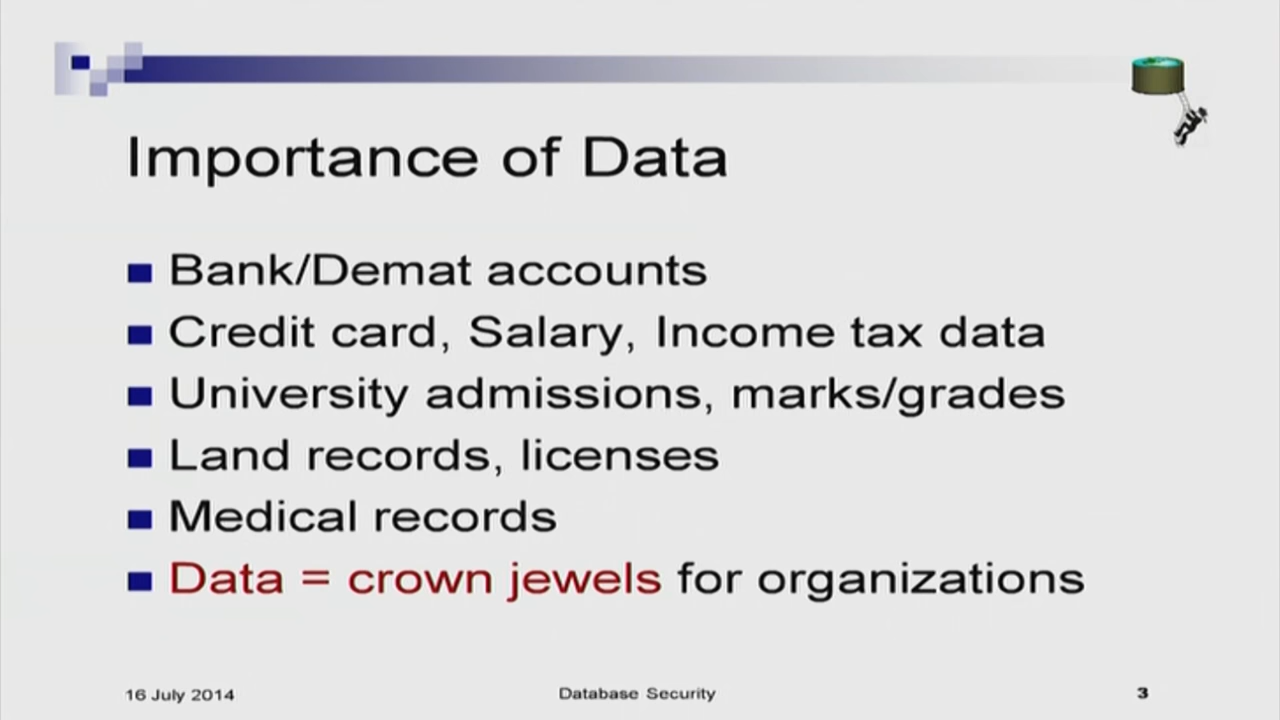 Importance of Data
Bank/Demat accounts
Credit card, Salary, Income tax data
University admissions, marks/grades
Land records, licenses
Medical records
Data = crown jewels for organizations
16 July 2014
Database Security
3